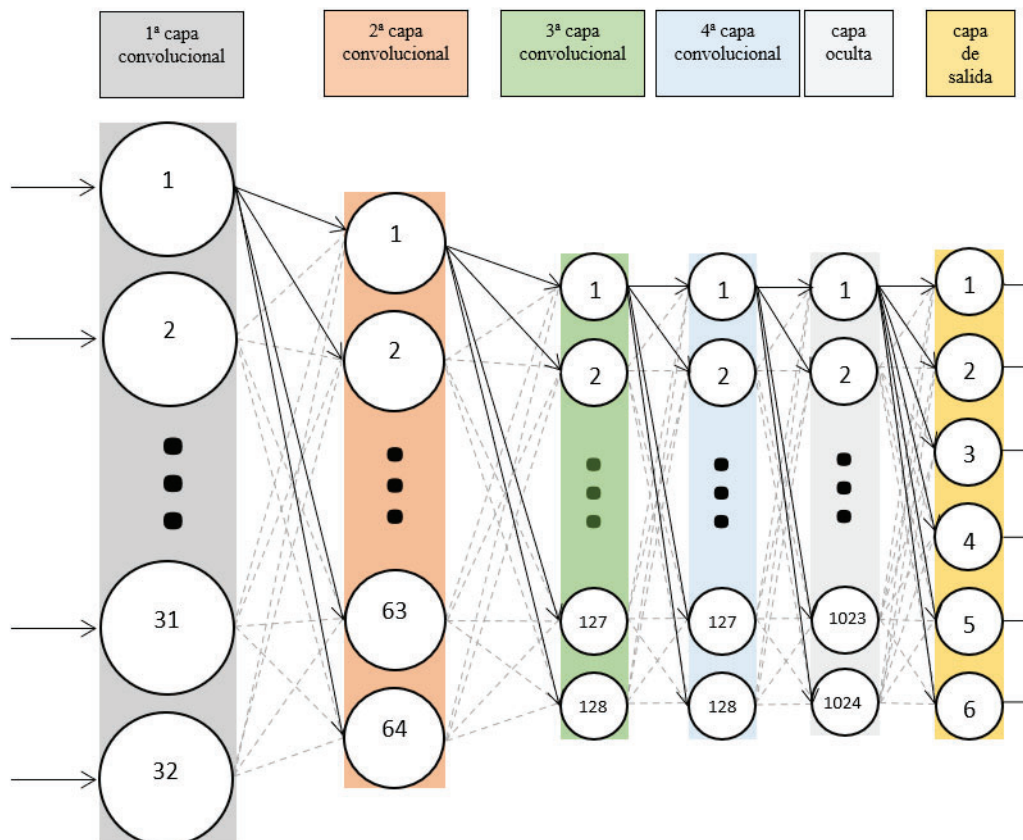 1ª capa
convolucional
2ª capa
convolucional
3ª capa
convolucional
4ª capa
convolucional
capa
oculta
capa
de
salida
1
2
31
32
1
2
63
64
1
2
127
128
1
2
127
128
1
2
1023
1024
1
2
3
4
5
6